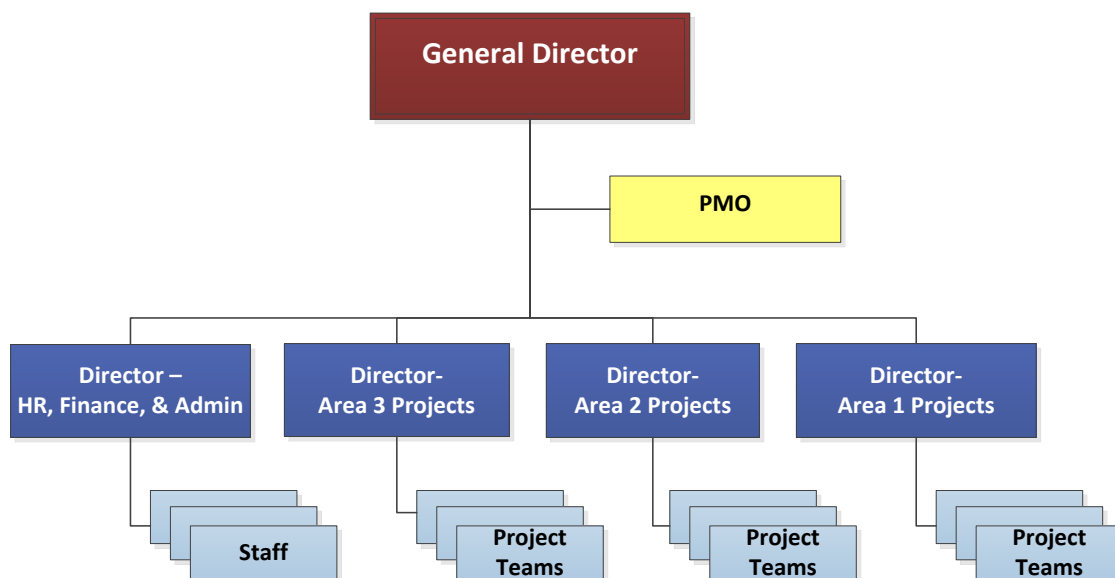 General Director
PMO
Director –
HR, Finance, & Admin
Director-
Area 3 Projects
Director-
Area 2 Projects
Director-
Area 1 Projects
Staff
Project
Teams
Project
Teams
Project
Teams